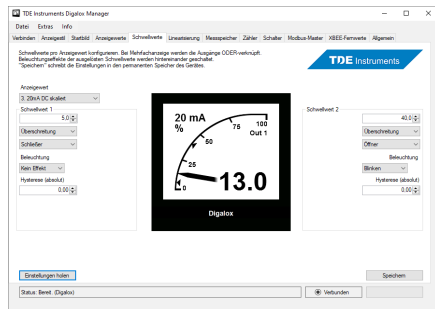 TDE Instruments Digalox Manager
Datei Extras Info
Verbinden Anzeigestil Startbild Anzeigewerte Schwellwerte Linearisierung Messspeicher Zähler Schalter Modbus-Master XBEE-Fernwerte Allgemein
Schwellwerte pro Anzeigewert konfigurieren. Bei Mehrfachanzeige werden die Ausgänge ODER-verknüpft.
Beleuchtungseffekte der ausgelösten Schwellwerte werden hintereinander geschaltet.
"Speichern" schreibt die Einstellungen in den permanenten Speicher des Gerätes.
TDE Instruments
Anzeigewert
3. 20mA DC skaliert
Schwellwert 1
5,0
Überschreitung
Schließer
Beleuchtung
Kein Effekt
Hysterese (absolut)
0.00
20 mA
%
0
25
50
75
100
Out 1
13.0
Digalox
Schwellwert 2
40.0
Überschreitung
Öffner
Beleuchtung
Blinken
Hysterese (absolut)
0.00
Einstellungen holen
Speichern
Status: Bereit. (Digalox)
Verbunden